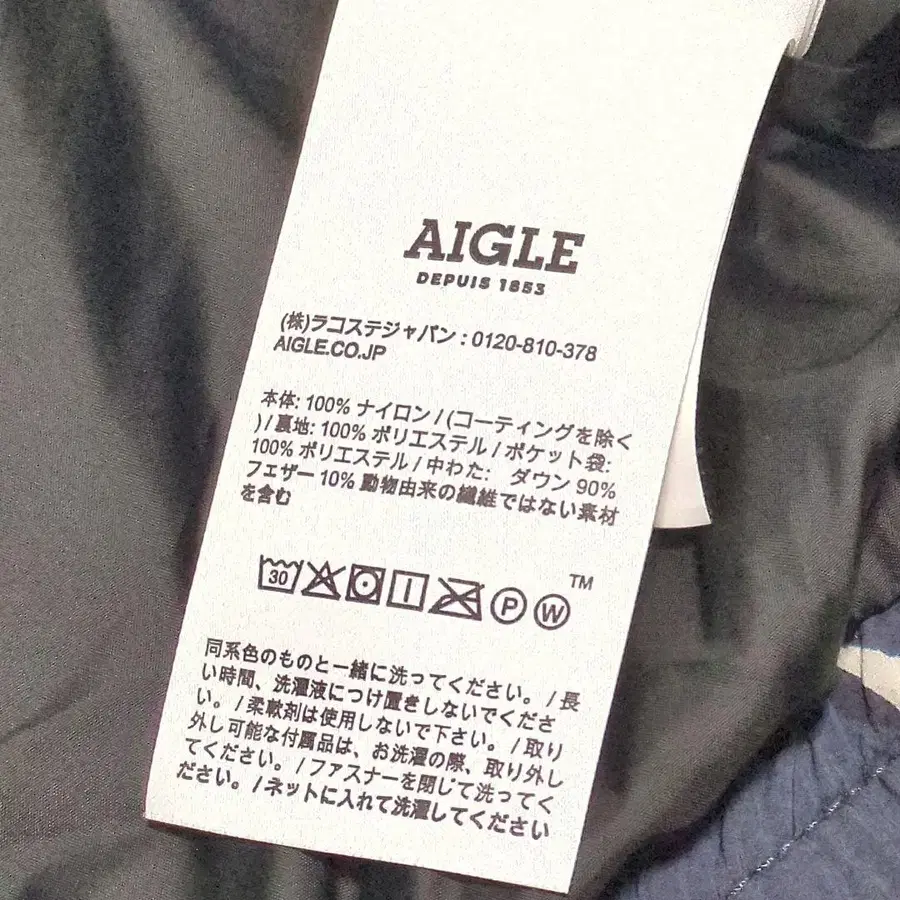 AIGLE
DEPUIS 1853
(株)ラコステジャパン : 0120-810-378
AIGLE.CO.JP
本体: 100% ナイロン / (コーティングを除く
) / 裏地: 100% ポリエステル / ポケット袋:
100% ポリエステル / 中わた: ダウン 90%
フェザー 10% 動物由来の繊維ではない素材
を含む
30 P W TM
同系色のものと一緒に洗ってください。 / 長
い時間、洗濯液につけ置きしないでくださ
い。 / 柔軟剤は使用しないで下さい。 / 取り
外し可能な付属品は、お洗濯の際、取り外し
てください。 / ファスナーを閉じて洗ってく
ださい。 / ネットに入れて洗濯してください